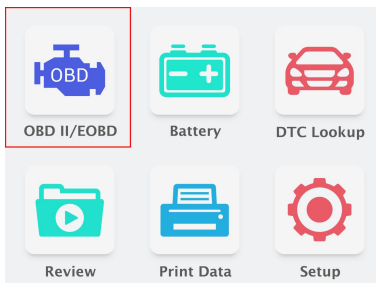 OBD
OBD II/EOBD
Battery
DTC Lookup
Review
Print Data
Setup